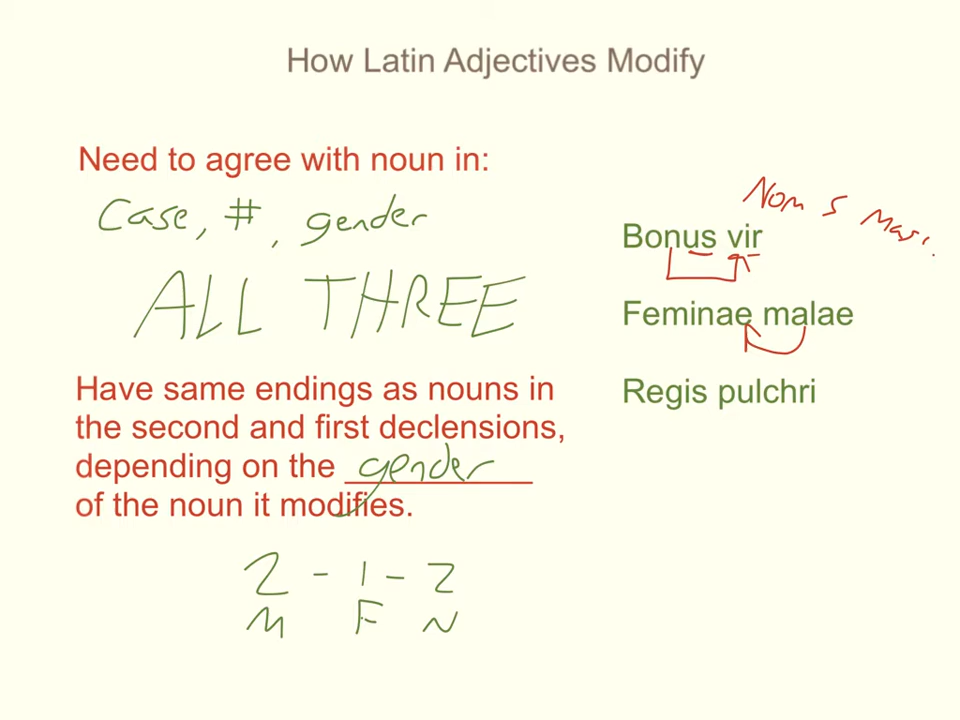 How Latin Adjectives Modify
Need to agree with noun in:
Case, #, gender
ALL THREE
Have same endings as nouns in
the second and first declensions,
depending on the gender
of the noun it modifies.
2 - 1 - 2
M F N
Nom S Masc.
Bonus vir
Feminae malae
Regis pulchri